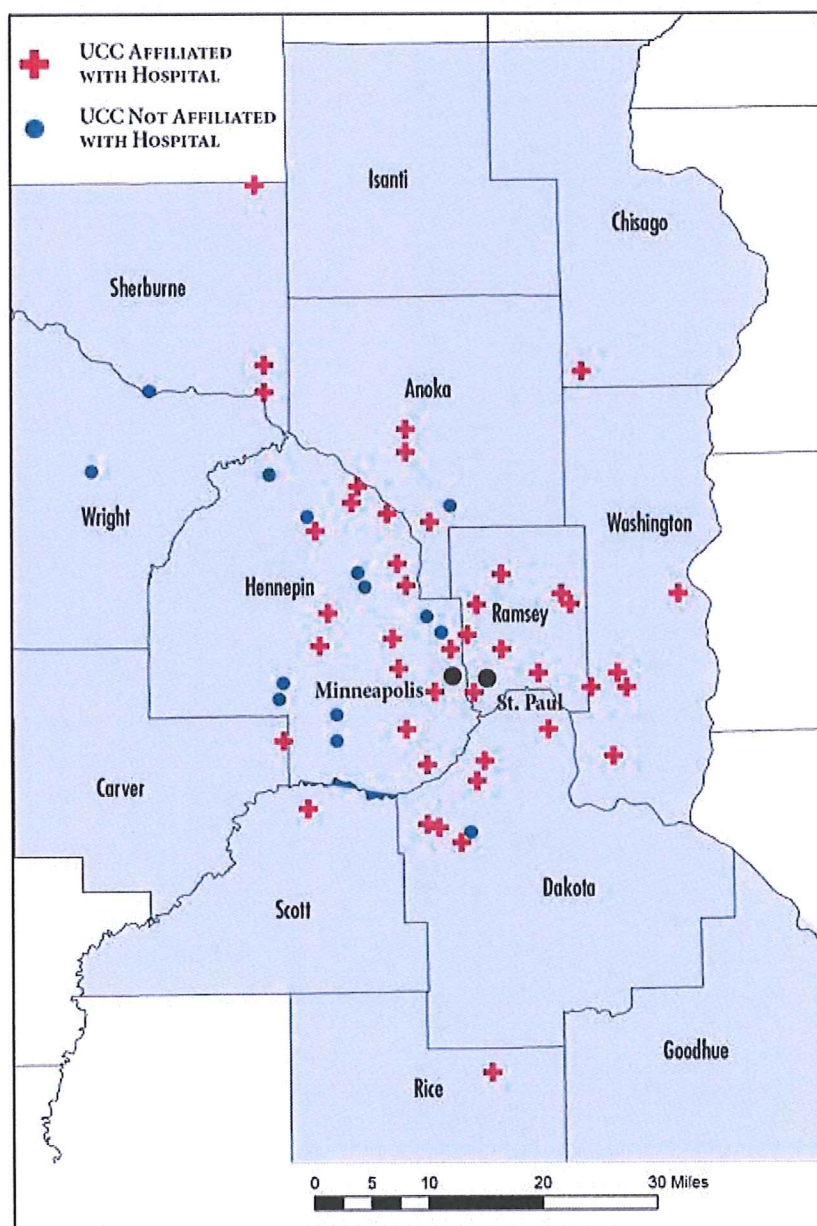 UCC AFFILIATED
WITH HOSPITAL
UCC NOT AFFILIATED
WITH HOSPITAL
Isanti
Chisago
Sherburne
Anoka
Wright
Washington
Hennepin
Ramsey
Minneapolis
St. Paul
Carver
Dakota
Scott
Goodhue
Rice
0 5 10 20 30 Miles